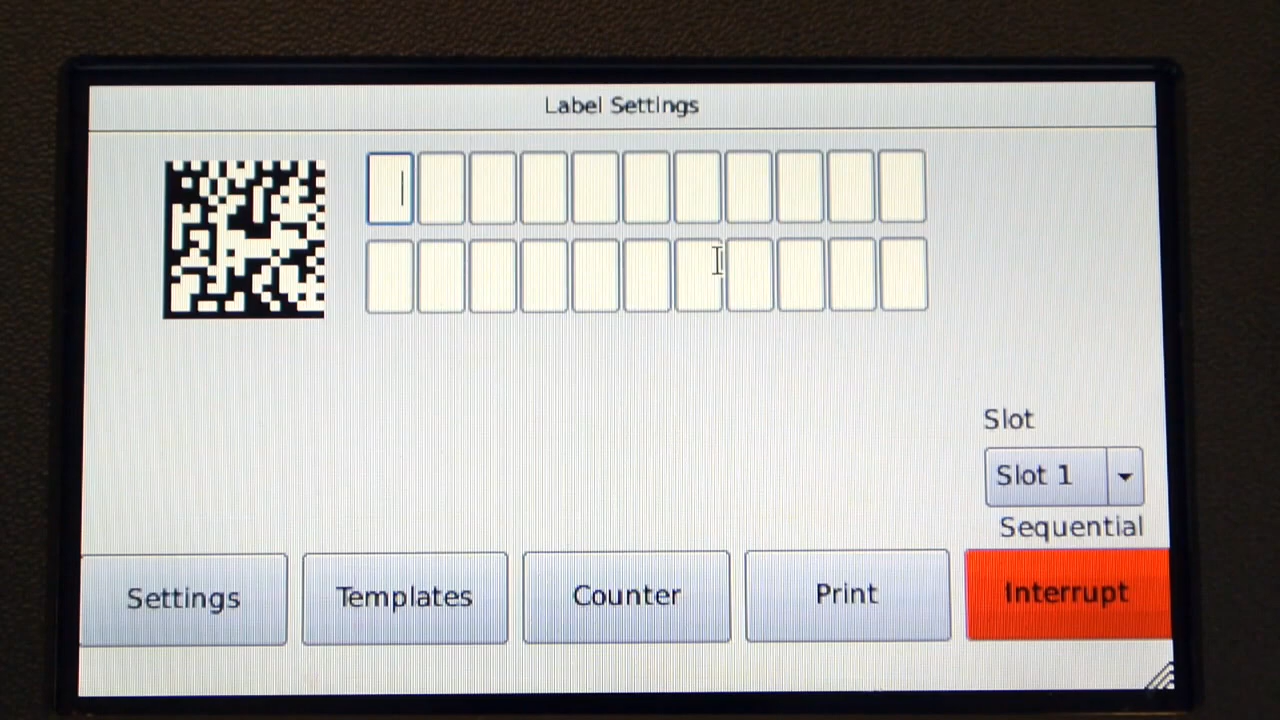 Label Settings
Slot
Slot 1
Sequential
Settings
Templates
Counter
Print
Interrupt